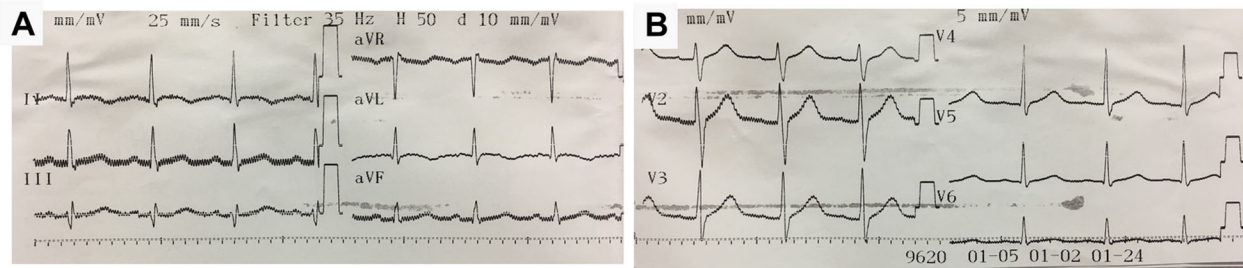 A
mm/mV 25 mm/s Filter 35 Hz H 50 d 10 mm/mV
aVR
aVL
III
aVF
B
mm/mV 5 mm/mV
V4
V2
V5
V3
V6
9620 01-05 01-02 01-24